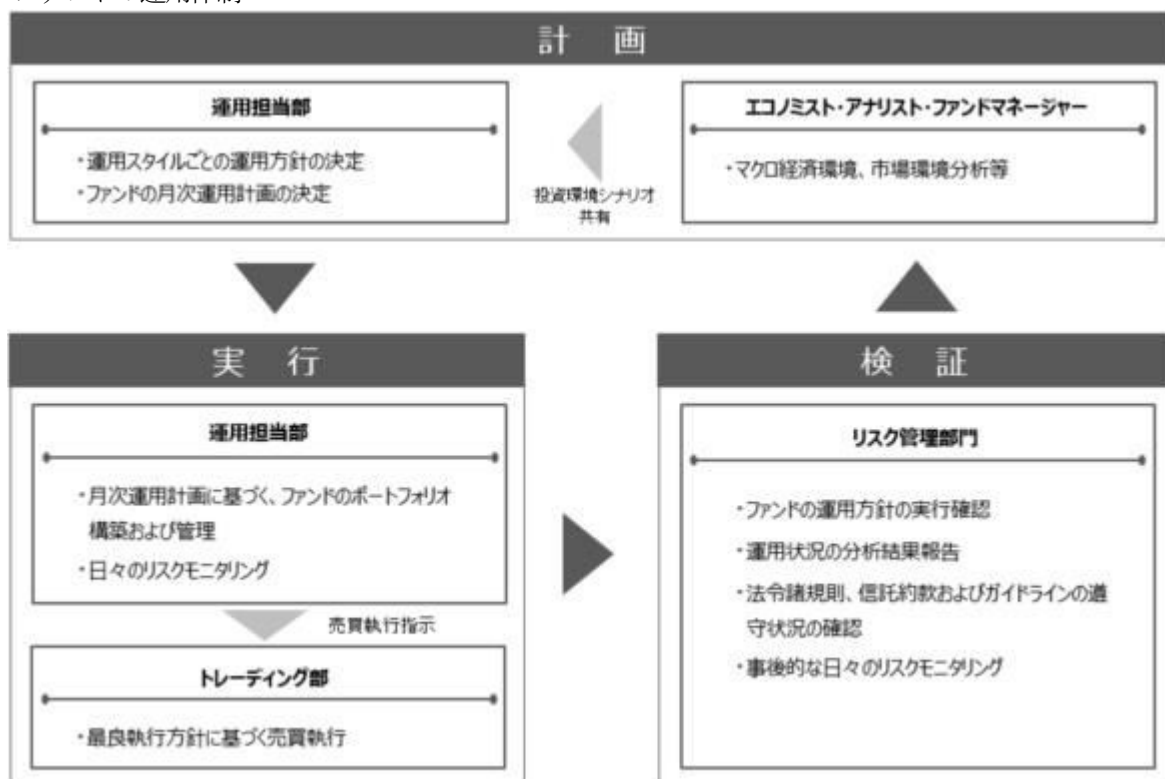 計　画
運用担当部
・運用スタイルごとの運用方針の決定
・ファンドの月次運用計画の決定
投資環境シナリオ
共有
エコノミスト・アナリスト・ファンドマネージャー
・マクロ経済環境、市場環境分析等
実　行
運用担当部
・月次運用計画に基づく、ファンドのポートフォリオ
構築および管理
・日々のリスクモニタリング
売買執行指示
トレーディング部
・最良執行方針に基づく売買執行
検　証
リスク管理部門
・ファンドの運用方針の実行確認
・運用状況の分析結果報告
・法令諸規則、信託約款およびガイドラインの遵
守状況の確認
・事後的な日々のリスクモニタリング